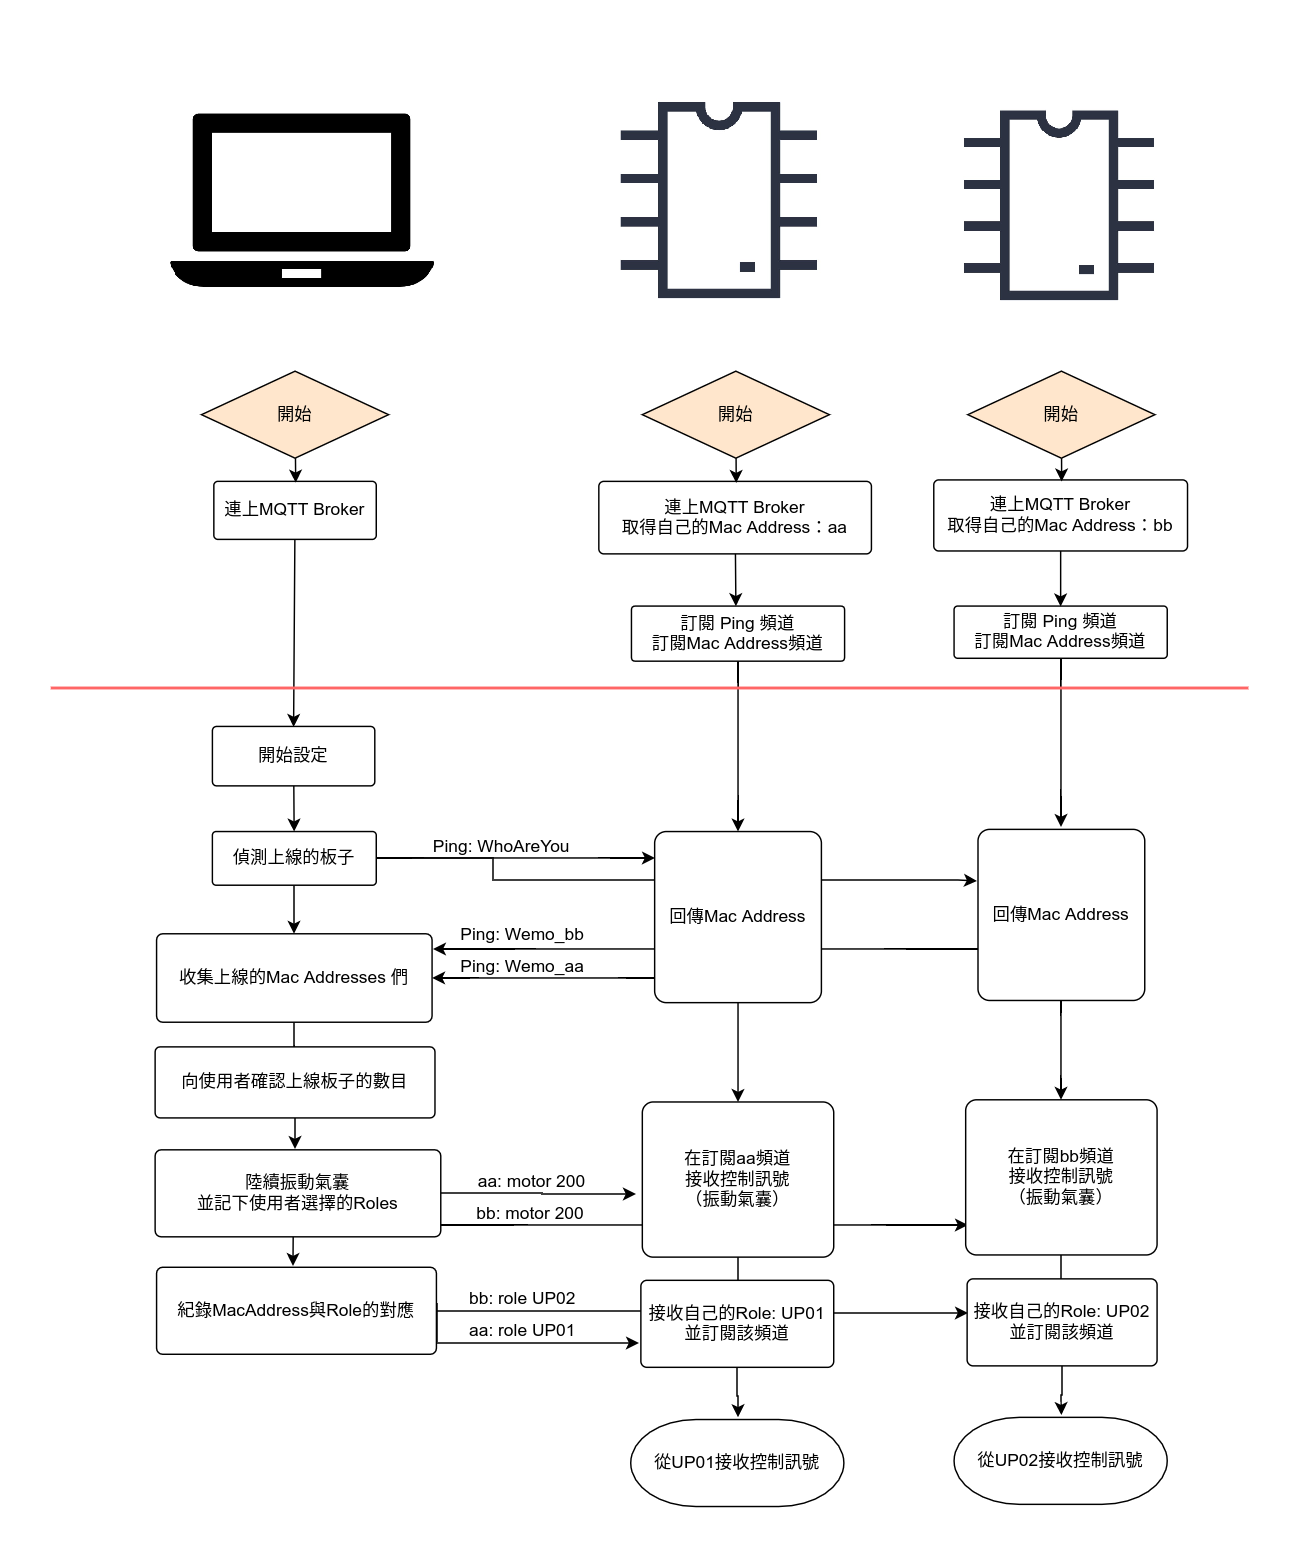 開始
開始
開始
連上MQTT Broker
連上MQTT Broker
取得自己的Mac Address：aa
連上MQTT Broker
取得自己的Mac Address：bb
訂閱 Ping 頻道
訂閱Mac Address頻道
訂閱 Ping 頻道
訂閱Mac Address頻道
開始設定
偵測上線的板子
Ping: WhoAreYou
回傳Mac Address
回傳Mac Address
Ping: Wemo_bb
Ping: Wemo_aa
收集上線的Mac Addresses 們
向使用者確認上線板子的數目
陸續振動氣囊
並記下使用者選擇的Roles
aa: motor 200
bb: motor 200
在訂閱aa頻道
接收控制訊號
（振動氣囊）
在訂閱bb頻道
接收控制訊號
（振動氣囊）
紀錄MacAddress與Role的對應
bb: role UP02
aa: role UP01
接收自己的Role: UP01
並訂閱該頻道
接收自己的Role: UP02
並訂閱該頻道
從UP01接收控制訊號
從UP02接收控制訊號